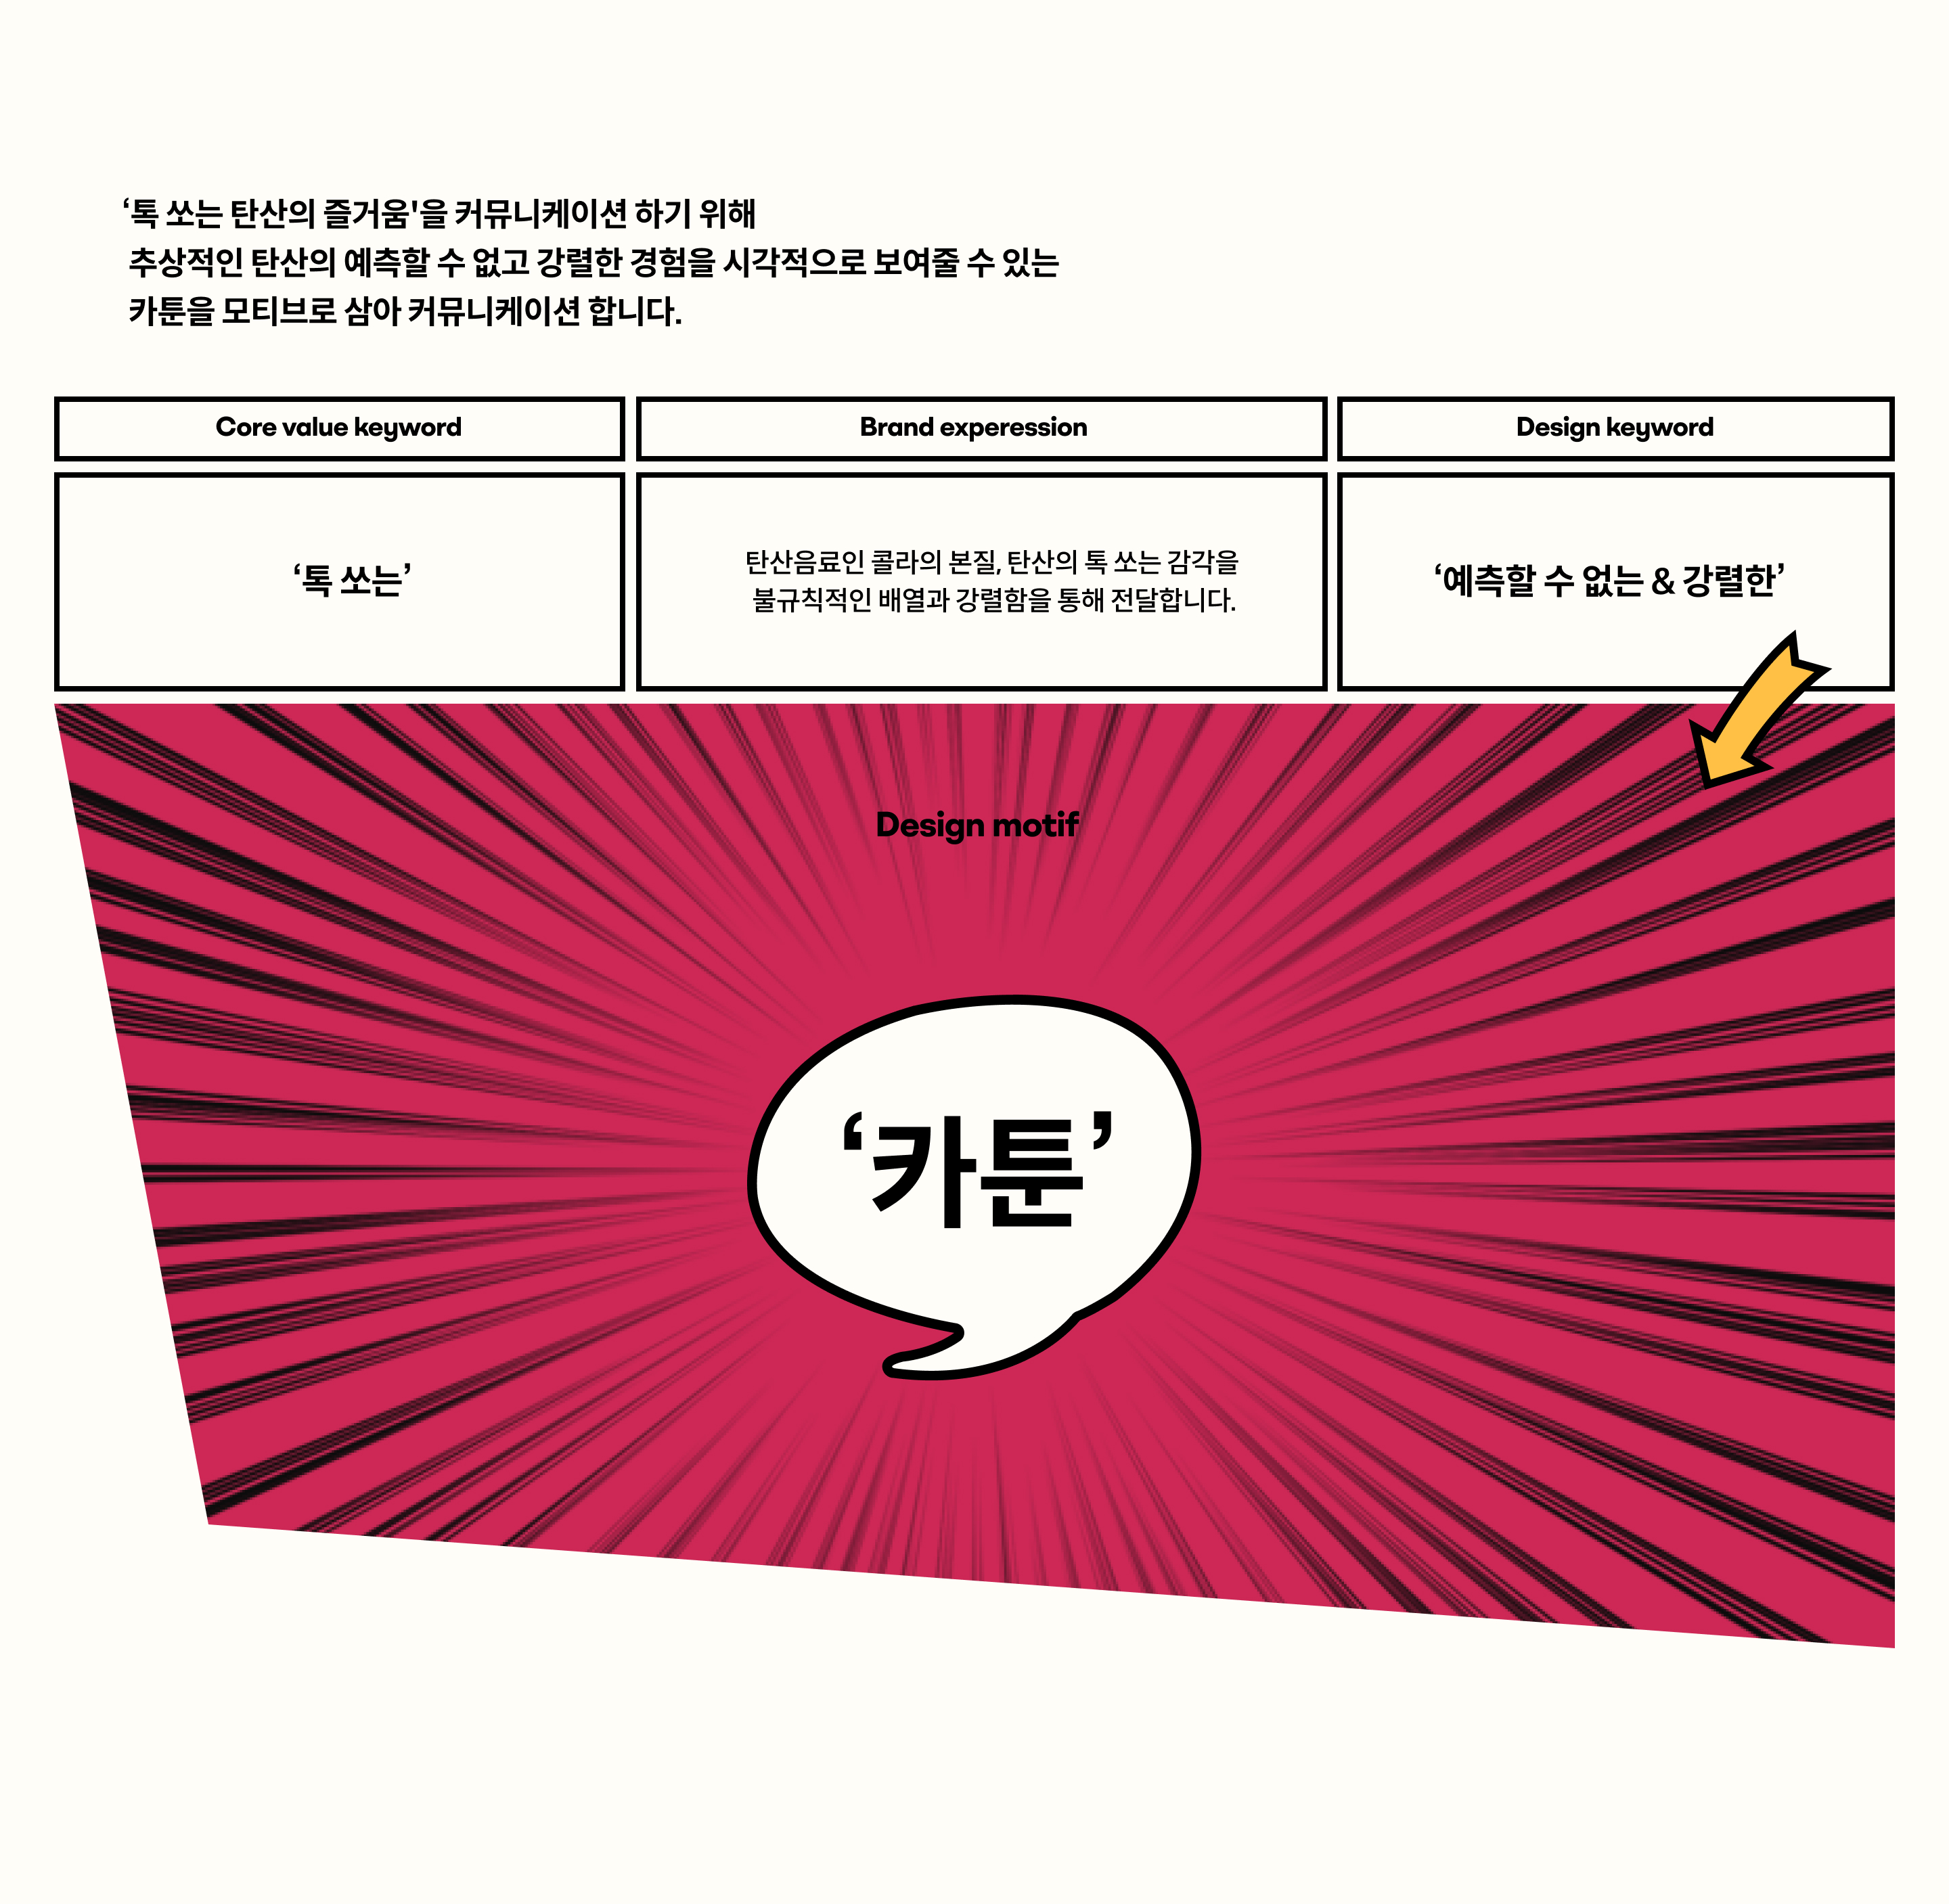 ‘톡 쏘는 탄산의 즐거움'을 커뮤니케이션 하기 위해
추상적인 탄산의 예측할 수 없고 강렬한 경험을 시각적으로 보여줄 수 있는
카툰을 모티브로 삼아 커뮤니케이션 합니다.
Core value keyword
Brand experession
Design keyword
‘톡 쏘는’
탄산음료인 콜라의 본질, 탄산의 톡 쏘는 감각을
불규칙적인 배열과 강렬함을 통해 전달합니다.
‘예측할 수 없는 & 강렬한’
Design motif
‘카툰’